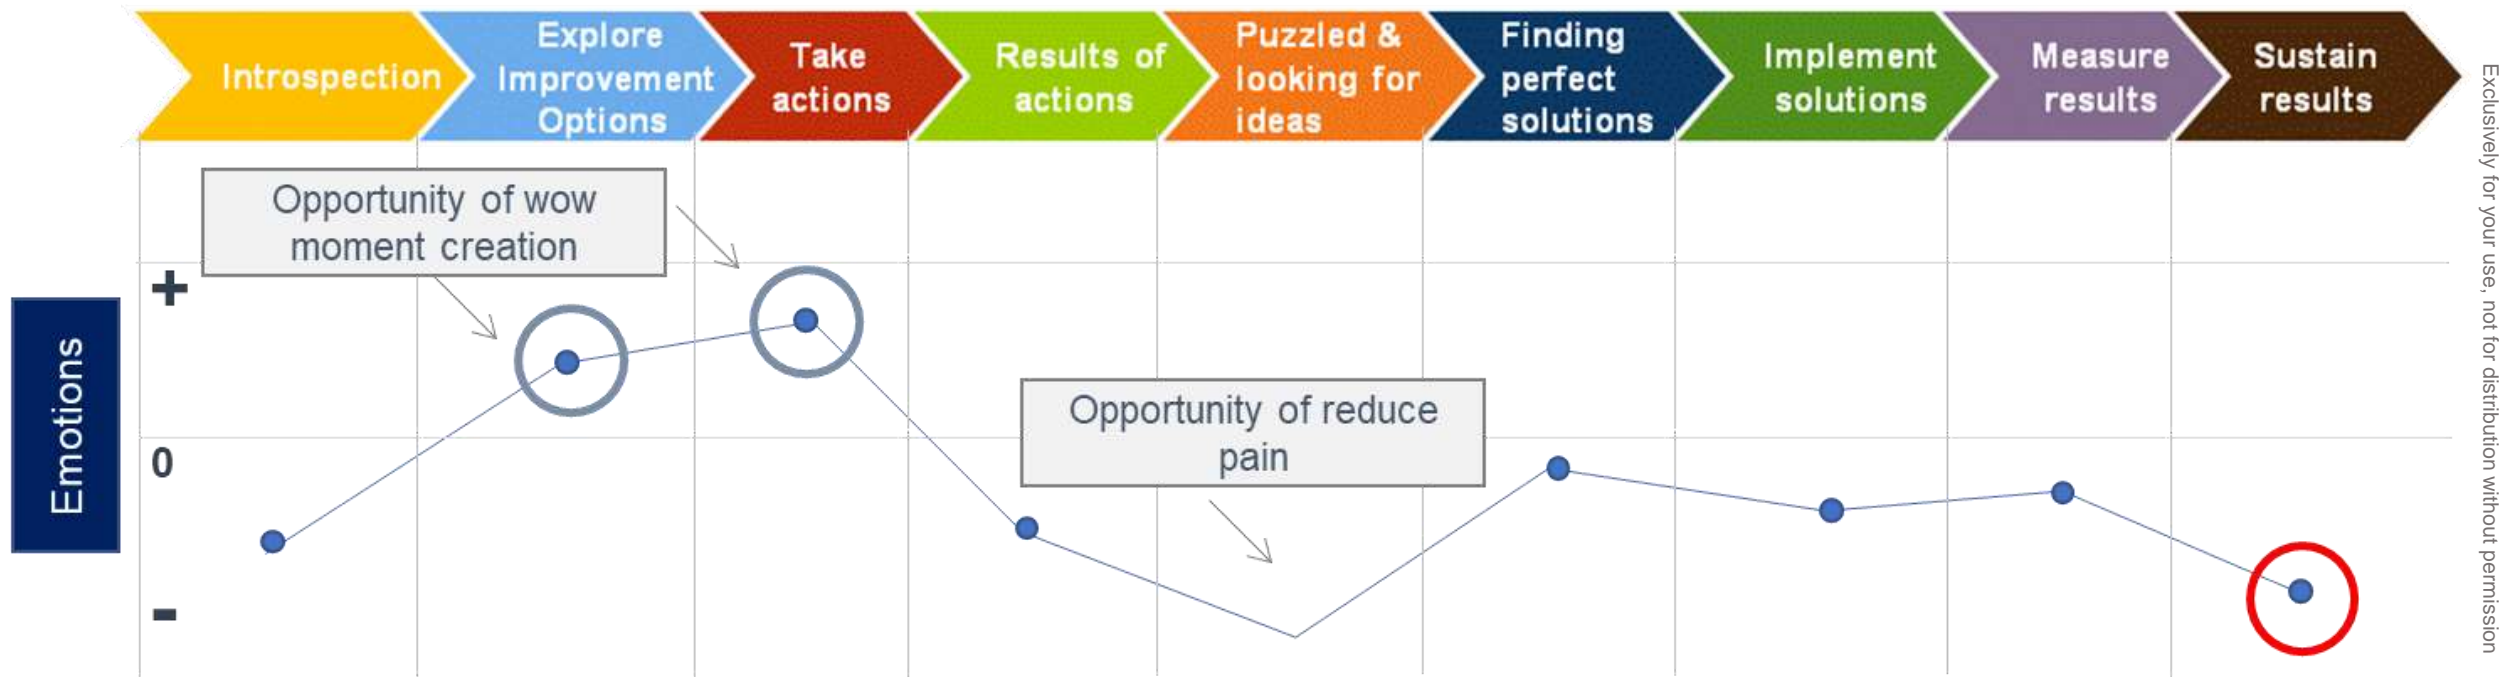 Introspection
Explore
Improvement
Options
Take
actions
Results of
actions
Puzzled &
looking for
ideas
Finding
perfect
solutions
Implement
solutions
Measure
results
Sustain
results
Opportunity of wow
moment creation
+
Opportunity of reduce
pain
0
Emotions
-
Exclusively for your use, not for distribution without permission